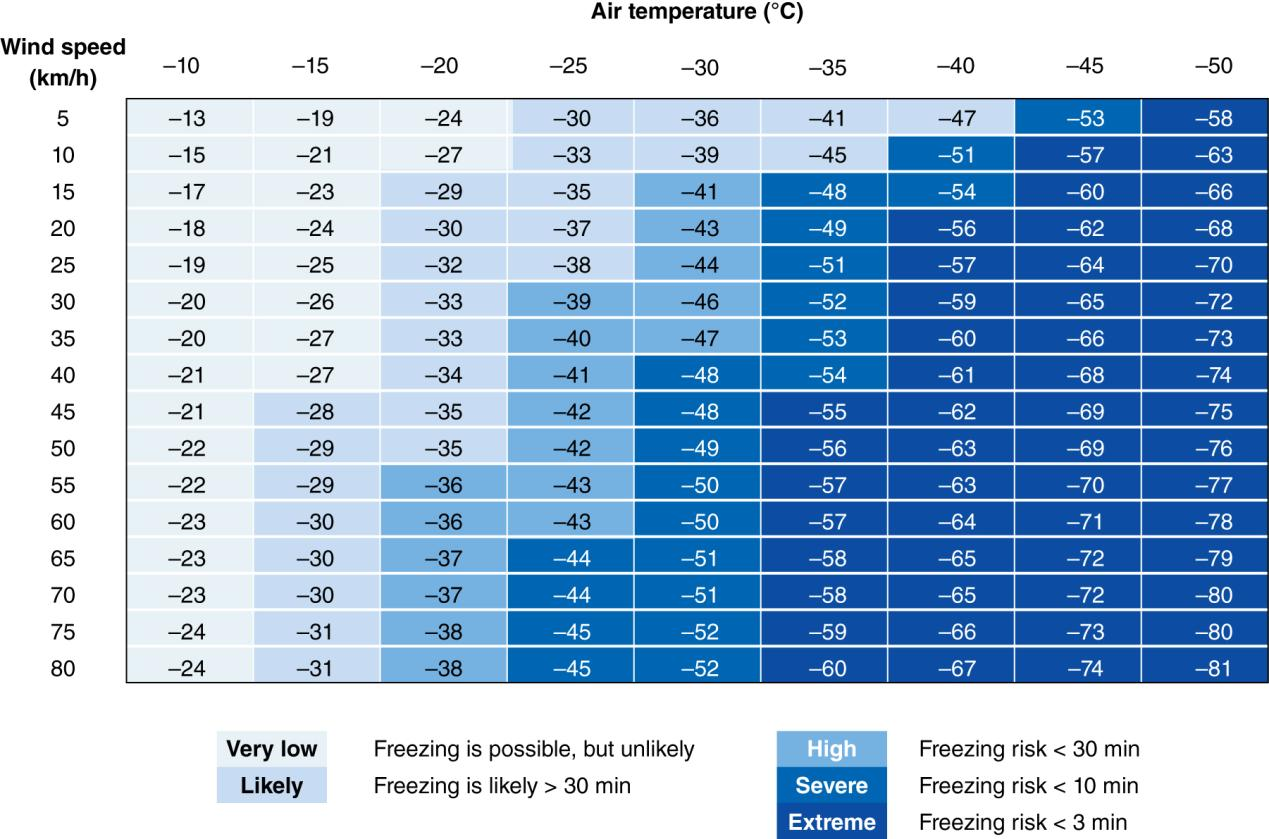 Air temperature (°C)
Wind speed
(km/h)
–10 –15 –20 –25 –30 –35 –40 –45 –50
5 –13 –19 –24 –30 –36 –41 –47 –53 –58
10 –15 –21 –27 –33 –39 –45 –51 –57 –63
15 –17 –23 –29 –35 –41 –48 –54 –60 –66
20 –18 –24 –30 –37 –43 –49 –56 –62 –68
25 –19 –25 –32 –38 –44 –51 –57 –64 –70
30 –20 –26 –33 –39 –46 –52 –59 –65 –72
35 –20 –27 –33 –40 –47 –53 –60 –66 –73
40 –21 –27 –34 –41 –48 –54 –61 –68 –74
45 –21 –28 –35 –42 –48 –55 –62 –69 –75
50 –22 –29 –35 –42 –49 –56 –63 –69 –76
55 –22 –29 –36 –43 –50 –57 –63 –70 –77
60 –23 –30 –36 –43 –50 –57 –64 –71 –78
65 –23 –30 –37 –44 –51 –58 –65 –72 –79
70 –23 –30 –37 –44 –51 –58 –65 –72 –80
75 –24 –31 –38 –45 –52 –59 –66 –73 –80
80 –24 –31 –38 –45 –52 –60 –67 –74 –81
Very low Freezing is possible, but unlikely
Likely Freezing is likely > 30 min
High Freezing risk < 30 min
Severe Freezing risk < 10 min
Extreme Freezing risk < 3 min